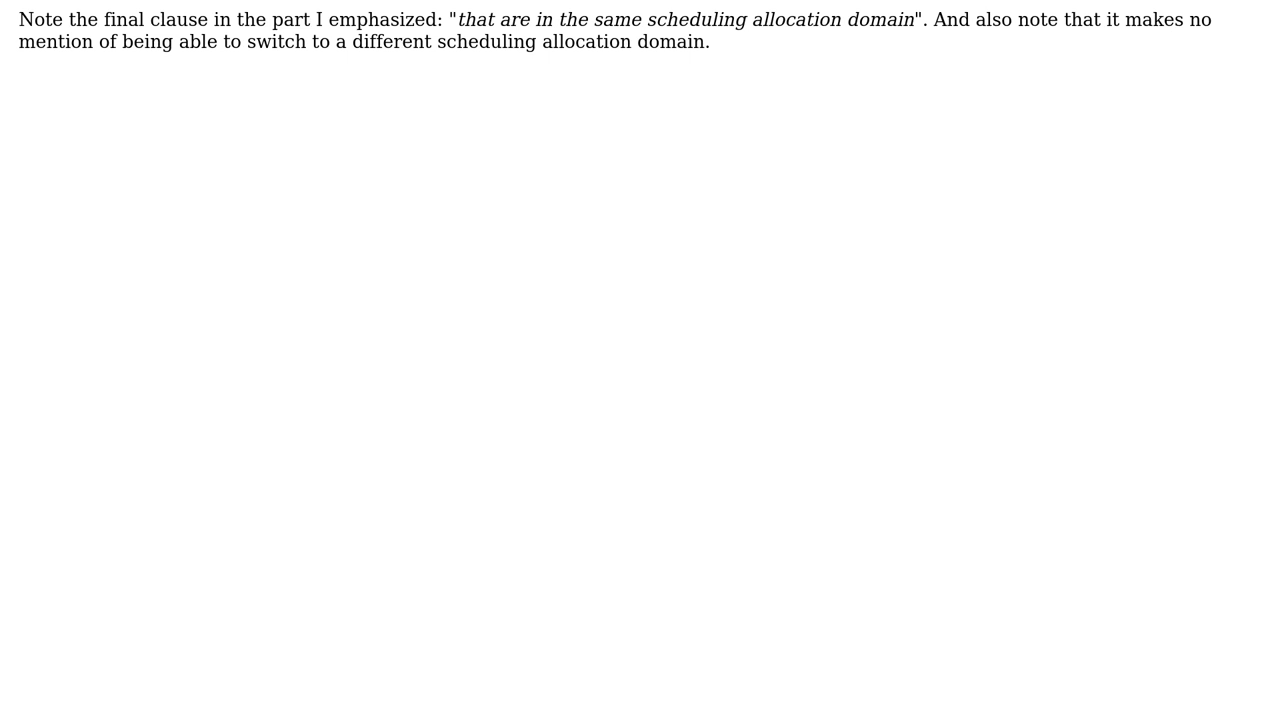 Note the final clause in the part I emphasized: "that are in the same scheduling allocation domain". And also note that it makes no
mention of being able to switch to a different scheduling allocation domain.